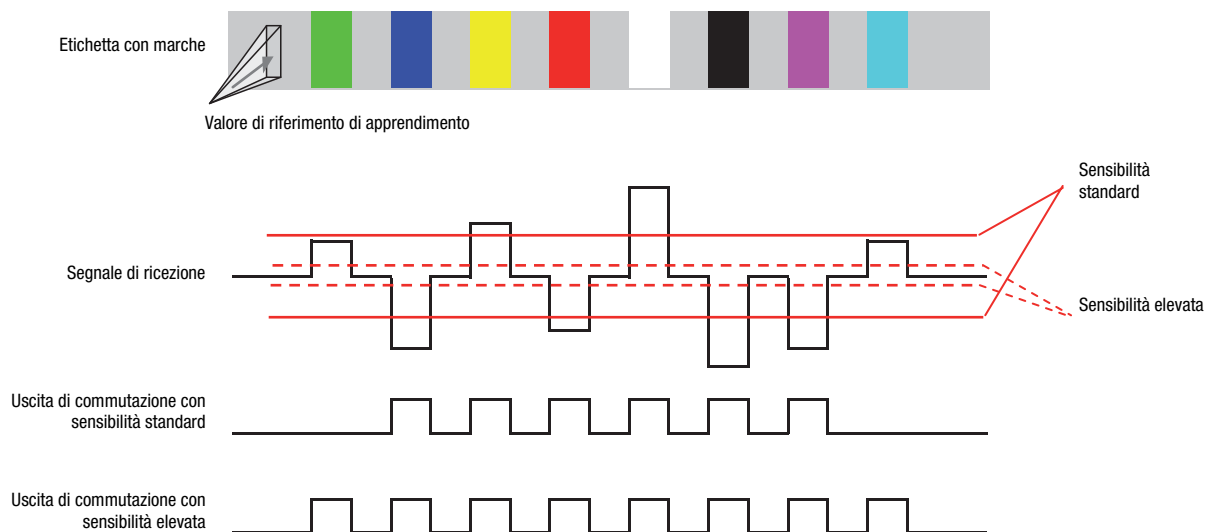 Etichetta con marche
Valore di riferimento di apprendimento
Sensibilità
standard
Segnale di ricezione
Sensibilità elevata
Uscita di commutazione con
sensibilità standard
Uscita di commutazione con
sensibilità elevata